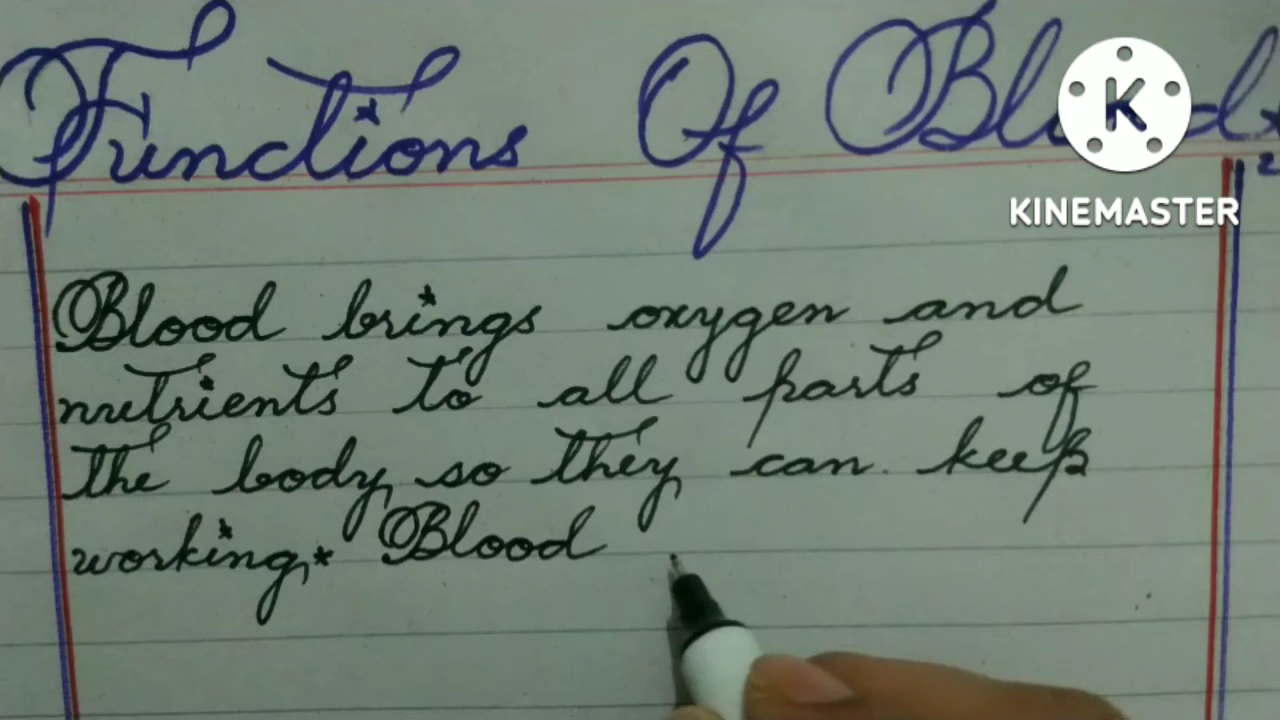 Functions Of Blood
K
KINEMASTER
Blood brings oxygen and
nutrients to all parts of
the body so they can keep
working. Blood